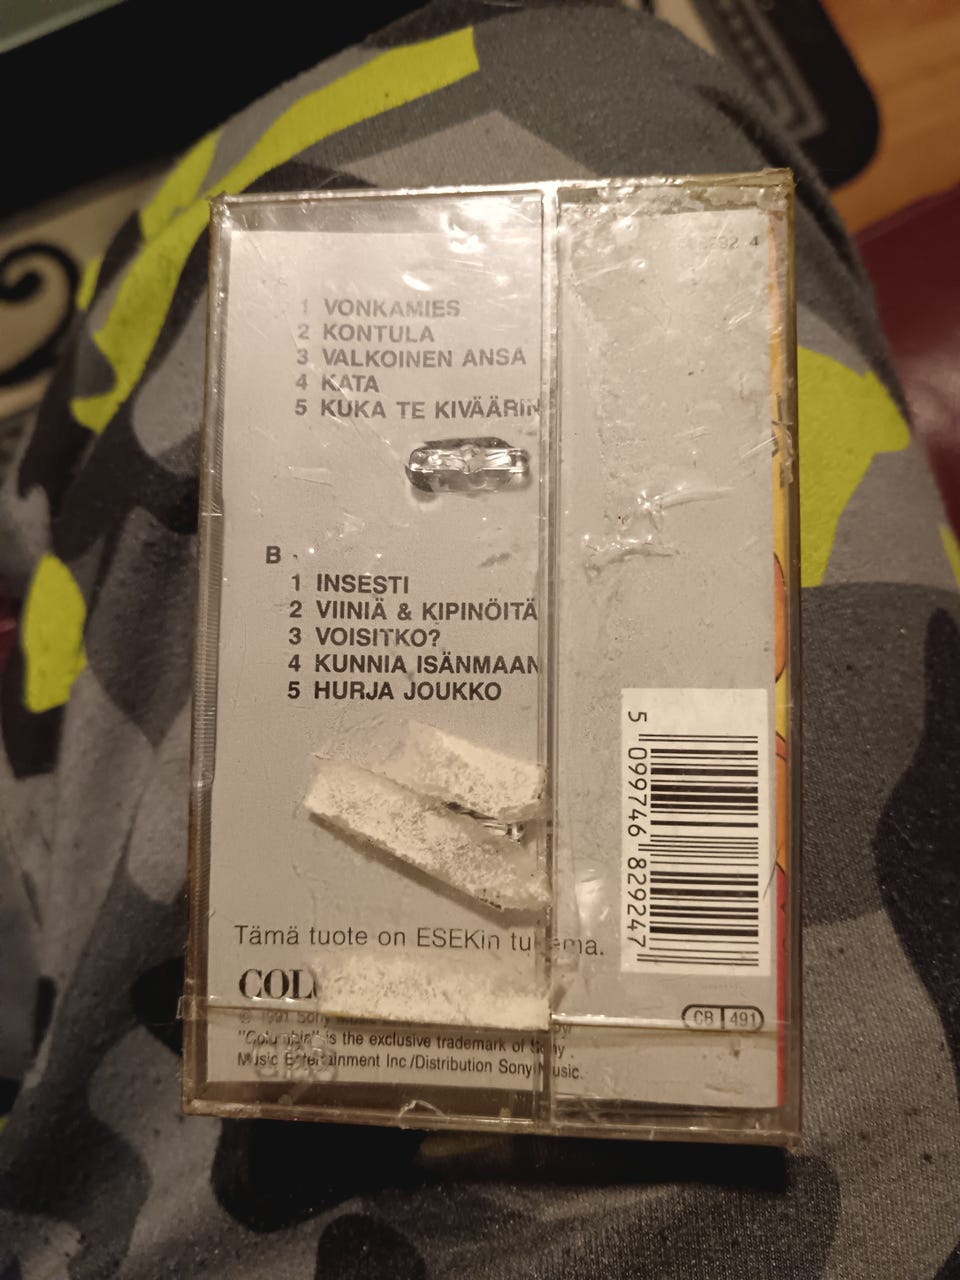 1 VONKAMIES
2 KONTULA
3 VALKOINEN ANSA
4 KATA
5 KUKA TE KIVÄÄRIN
B
1 INSESTI
2 VIINIÄ & KIPINÖITÄ
3 VOISITKO?
4 KUNNIA ISÄNMAAN
5 HURJA JOUKKO
5 099746 829247
Tämä tuote on ESEKin
CB 491
© 1991 Sony
"Columbia" is the exclusive trademark of Sony
Music Entertainment Inc./Distribution Sony Music.